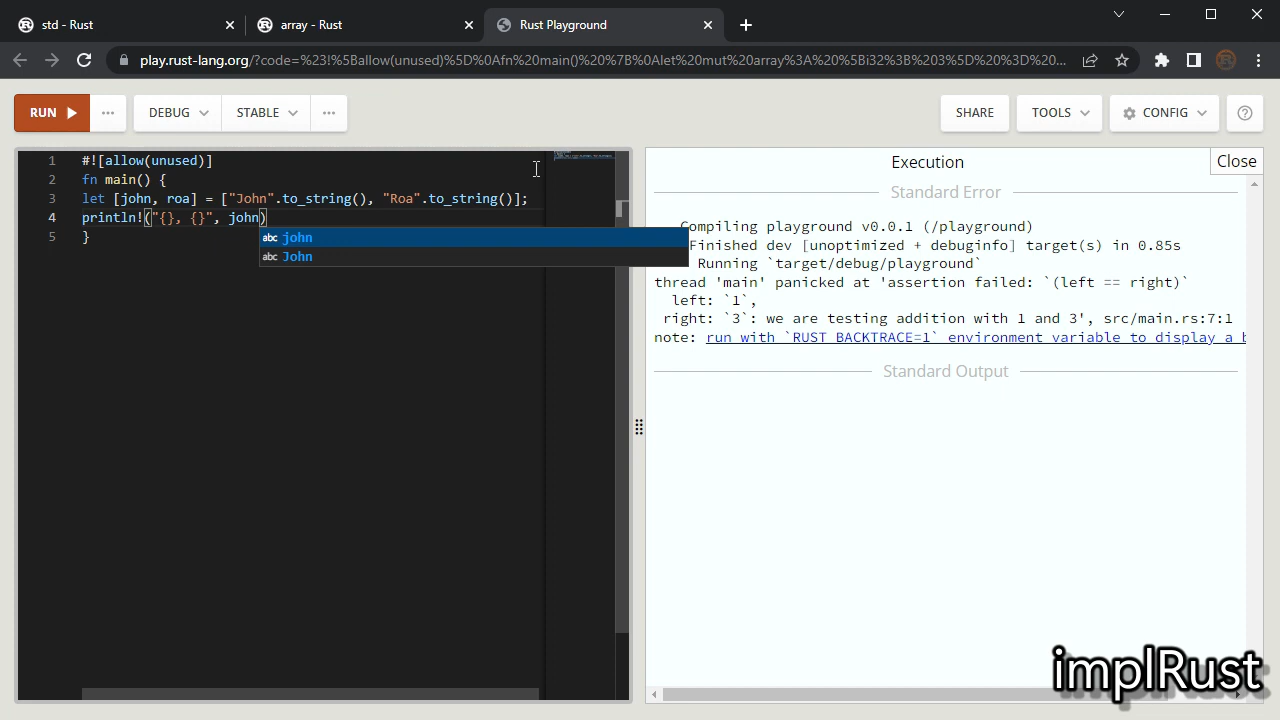 std - Rust
array - Rust
Rust Playground
play.rust-lang.org/?code=%23!%5Ballow(unused)%5D%0Afn%20main()%20%7B%0Alet%20mut%20array%3A%20%5Bi32%3B%203%5D%20%3D%20...
RUN
DEBUG
STABLE
SHARE
TOOLS
CONFIG
1 #![allow(unused)]
2 fn main() {
3 let [john, roa] = ["John".to_string(), "Roa".to_string()];
4 println!("{}, {}", john)
5 }
abc john
abc John
Execution
Close
Standard Error
Compiling playground v0.0.1 (/playground)
Finished dev [unoptimized + debuginfo] target(s) in 0.85s
Running `target/debug/playground`
thread 'main' panicked at 'assertion failed: `(left == right)`
left: `1`,
right: `3`: we are testing addition with 1 and 3', src/main.rs:7:1
note: run with `RUST_BACKTRACE=1` environment variable to display a b
Standard Output
implRust